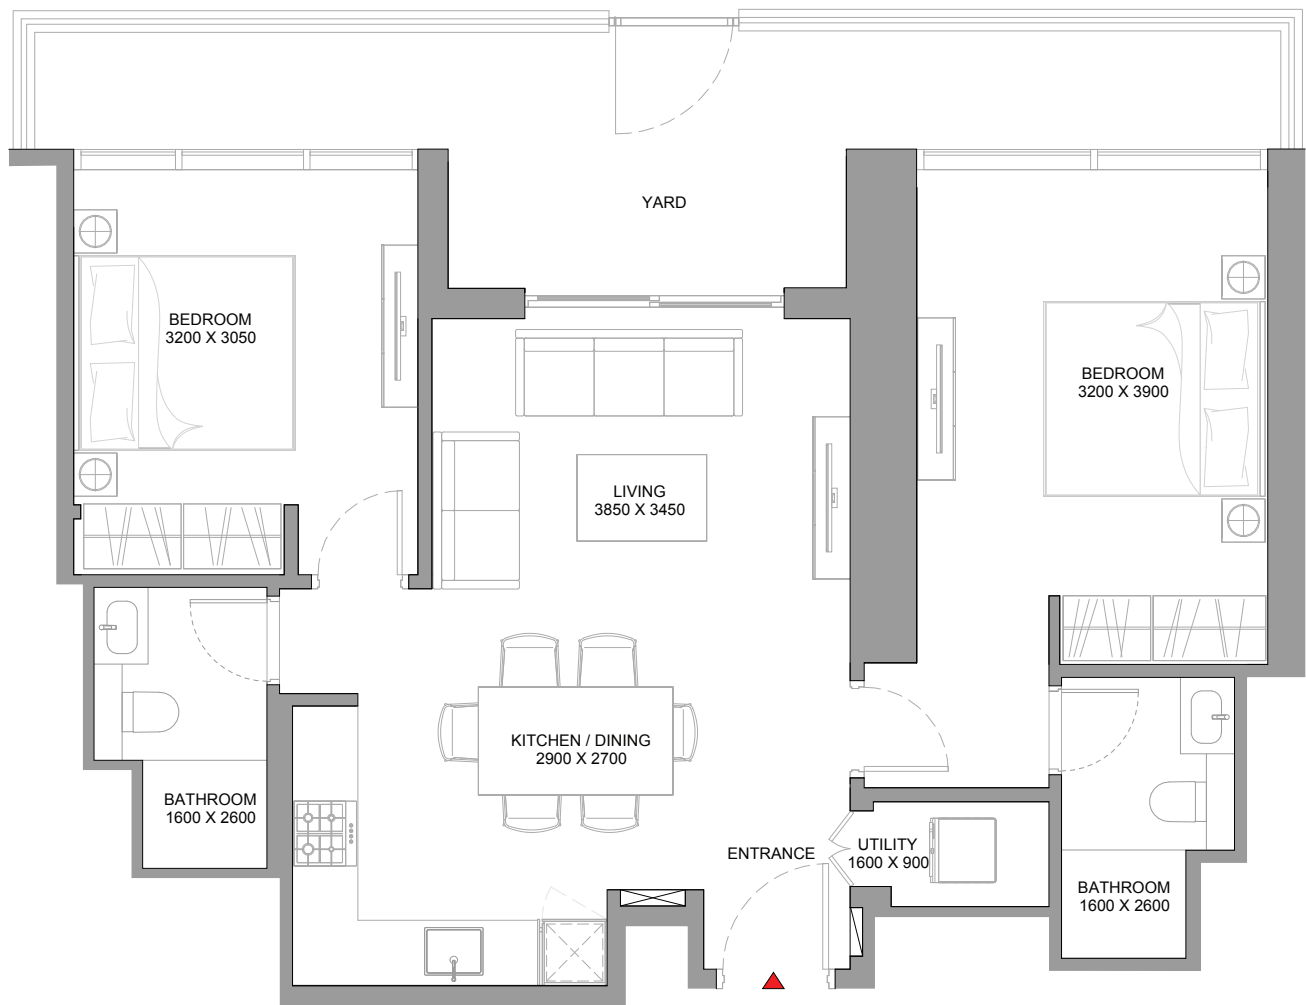 YARD
BEDROOM
3200 X 3050
BEDROOM
3200 X 3900
LIVING
3850 X 3450
KITCHEN / DINING
2900 X 2700
BATHROOM
1600 X 2600
ENTRANCE
UTILITY
1600 X 900
BATHROOM
1600 X 2600